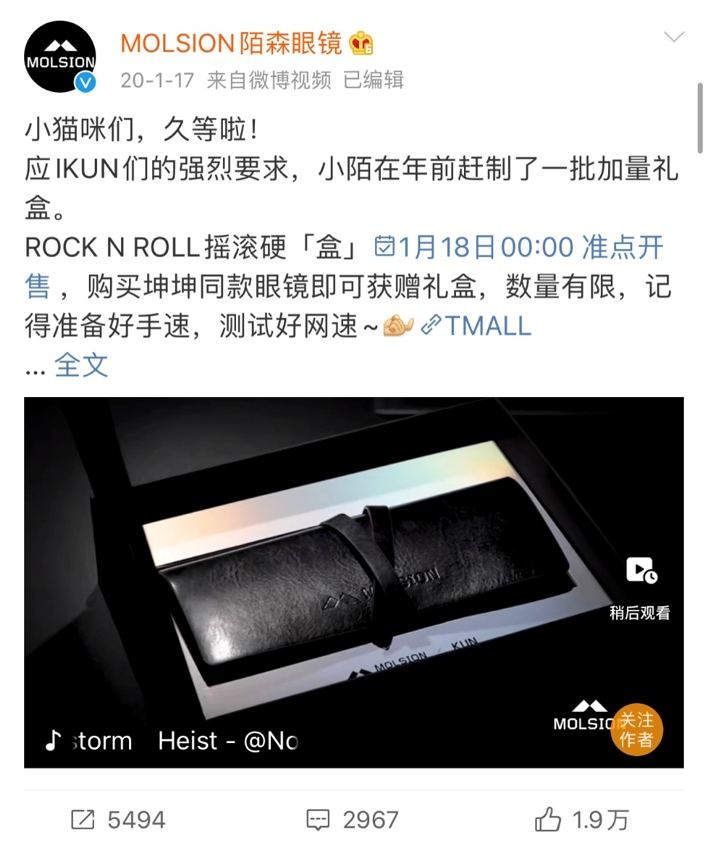 MOLSION
MOLSION陌森眼镜
20-1-17 来自微博视频 已编辑
小猫咪们，久等啦！
应IKUN们的强烈要求，小陌在年前赶制了一批加量礼
盒。
ROCK N ROLL摇滚硬「盒」1月18日00:00 准点开
售 ，购买坤坤同款眼镜即可获赠礼盒，数量有限，记
得准备好手速，测试好网速~ TMALL
... 全文
MOLSION
MOLSION KUN
稍后观看
MOLSION
关注
作者
storm Heist - @No
5494 2967 1.9万